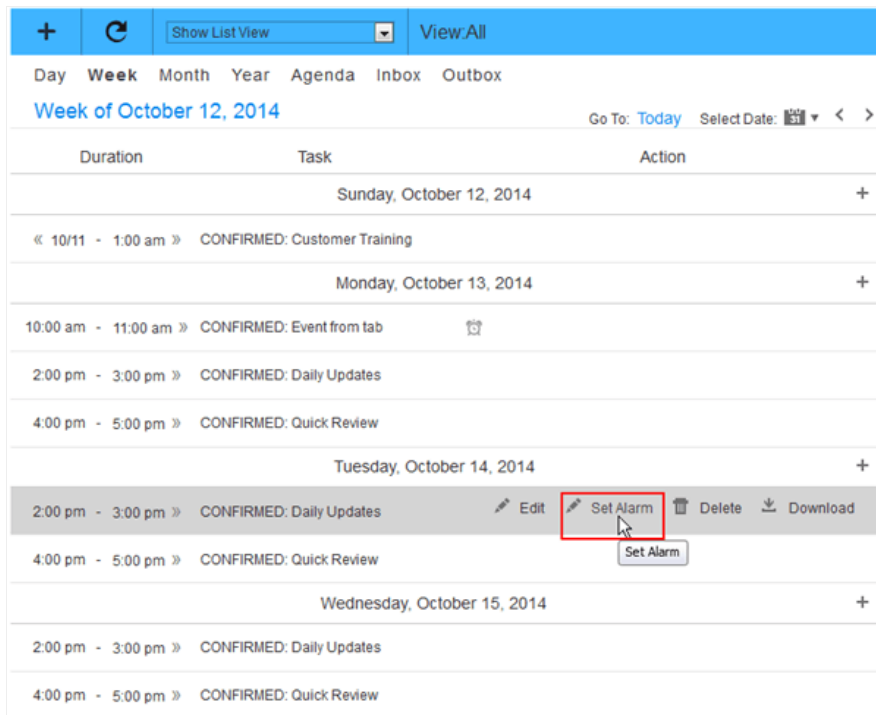 Show List View View:All
Day Week Month Year Agenda Inbox Outbox
Week of October 12, 2014
Go To: Today Select Date: 31
Duration Task Action
Sunday, October 12, 2014 +
« 10/11 - 1:00 am » CONFIRMED: Customer Training
Monday, October 13, 2014 +
10:00 am - 11:00 am » CONFIRMED: Event from tab
2:00 pm - 3:00 pm » CONFIRMED: Daily Updates
4:00 pm - 5:00 pm » CONFIRMED: Quick Review
Tuesday, October 14, 2014 +
2:00 pm - 3:00 pm » CONFIRMED: Daily Updates Edit Set Alarm Delete Download
Set Alarm
4:00 pm - 5:00 pm » CONFIRMED: Quick Review
Wednesday, October 15, 2014 +
2:00 pm - 3:00 pm » CONFIRMED: Daily Updates
4:00 pm - 5:00 pm » CONFIRMED: Quick Review